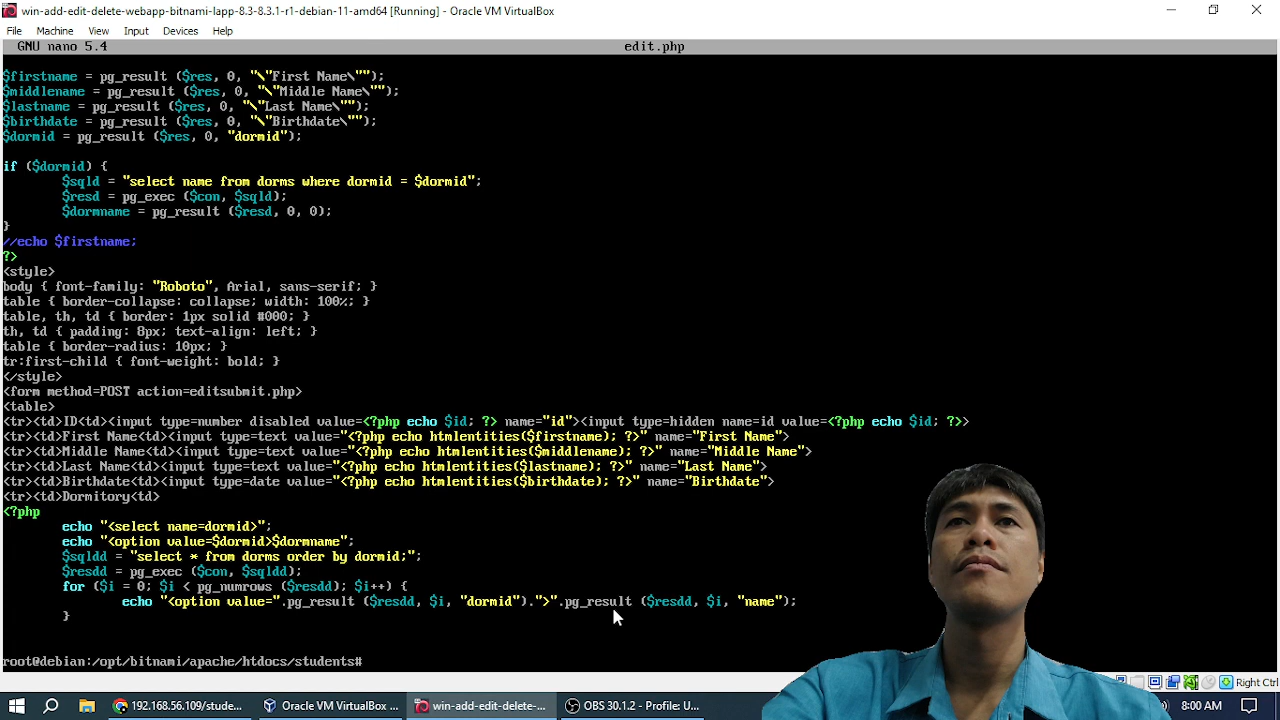 win-add-edit-delete-webapp-bitnami-lapp-8.3-8.3.1-r1-debian-11-amd64 [Running] - Oracle VM VirtualBox
File Machine View Input Devices Help
GNU nano 5.4 edit.php
$firstname = pg_result ($res, 0, "\"First Name\"");
$middlename = pg_result ($res, 0, "\"Middle Name\"");
$lastname = pg_result ($res, 0, "\"Last Name\"");
$birthdate = pg_result ($res, 0, "\"Birthdate\"");
$dormid = pg_result ($res, 0, "dormid");
if ($dormid) {
$sqld = "select name from dorms where dormid = $dormid";
$resd = pg_exec ($con, $sqld);
$dormname = pg_result ($resd, 0, 0);
}
//echo $firstname;
?>
<style>
body { font-family: "Roboto", Arial, sans-serif; }
table { border-collapse: collapse; width: 100%; }
table, th, td { border: 1px solid #000; }
th, td { padding: 8px; text-align: left; }
table { border-radius: 10px; }
tr:first-child { font-weight: bold; }
</style>
<form method=POST action=editsubmit.php>
<table>
<tr><td>ID<td><input type=number disabled value=<?php echo $id; ?> name="id"><input type=hidden name=id value=<?php echo $id; ?>>
<tr><td>First Name<td><input type=text value="<?php echo htmlentities($firstname); ?>" name="First Name">
<tr><td>Middle Name<td><input type=text value="<?php echo htmlentities($middlename); ?>" name="Middle Name">
<tr><td>Last Name<td><input type=text value="<?php echo htmlentities($lastname); ?>" name="Last Name">
<tr><td>Birthdate<td><input type=date value="<?php echo htmlentities($birthdate); ?>" name="Birthdate">
<tr><td>Dormitory<td>
<?php
echo "<select name=dormid>";
echo "<option value=$dormid>$dormname";
$sqldd = "select * from dorms order by dormid;";
$resdd = pg_exec ($con, $sqldd);
for ($i = 0; $i < pg_numrows ($resdd); $i++) {
echo "<option value=".pg_result ($resdd, $i, "dormid").">".pg_result ($resdd, $i, "name");
}
root@debian:/opt/bitnami/apache/htdocs/students#
Right Ctrl
192.168.56.109/stude...
Oracle VM VirtualBox ...
win-add-edit-delete-...
OBS 30.1.2 - Profile: U...
8:00 AM